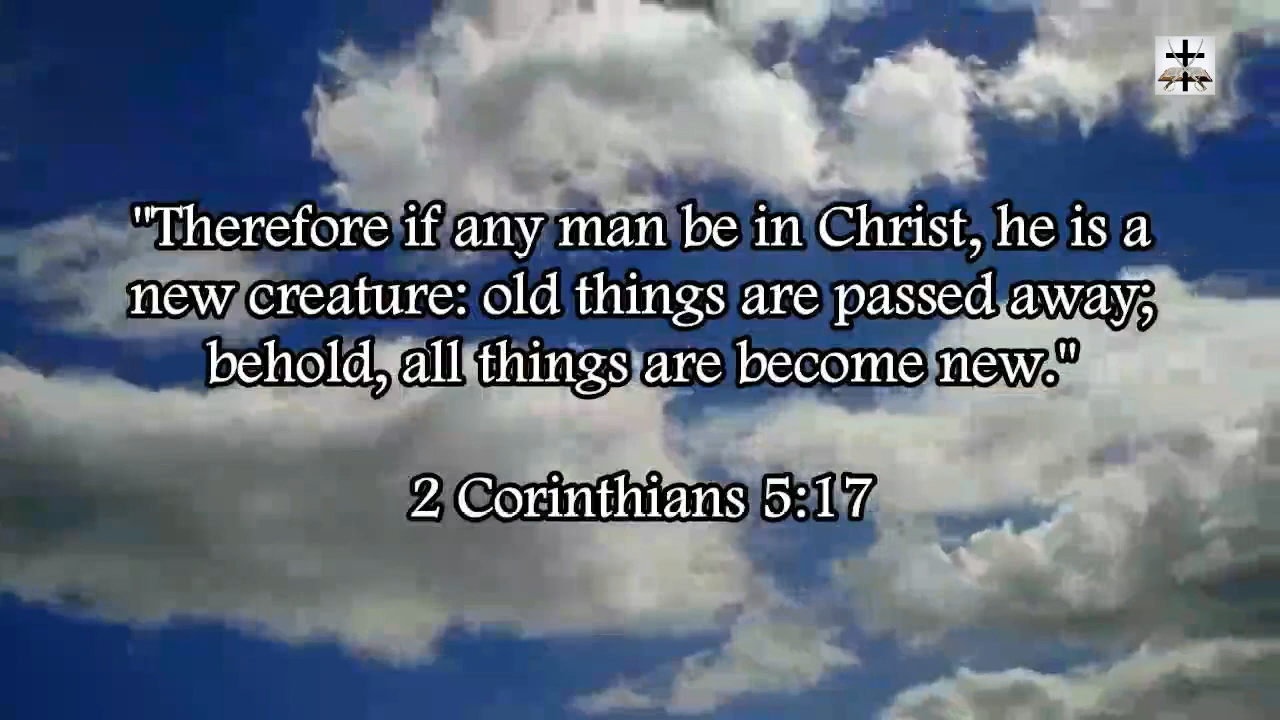 "Therefore if any man be in Christ, he is a
new creature: old things are passed away;
behold, all things are become new."
2 Corinthians 5:17